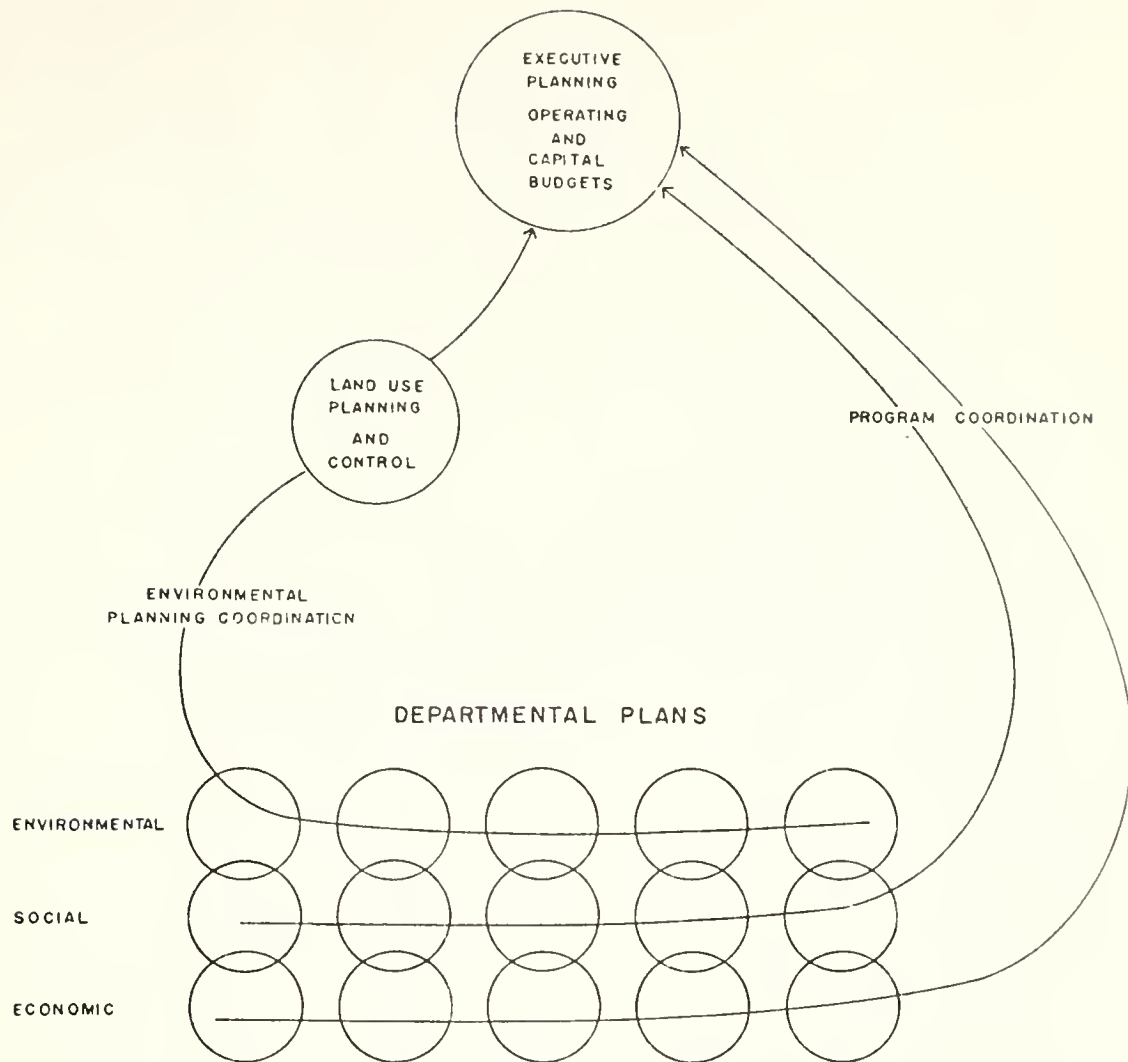 EXECUTIVE
PLANNING
OPERATING
AND
CAPITAL
BUDGETS
LAND USE
PLANNING
AND
CONTROL
PROGRAM COORDINATION
ENVIRONMENTAL
PLANNING COORDINATION
DEPARTMENTAL PLANS
ENVIRONMENTAL
SOCIAL
ECONOMIC